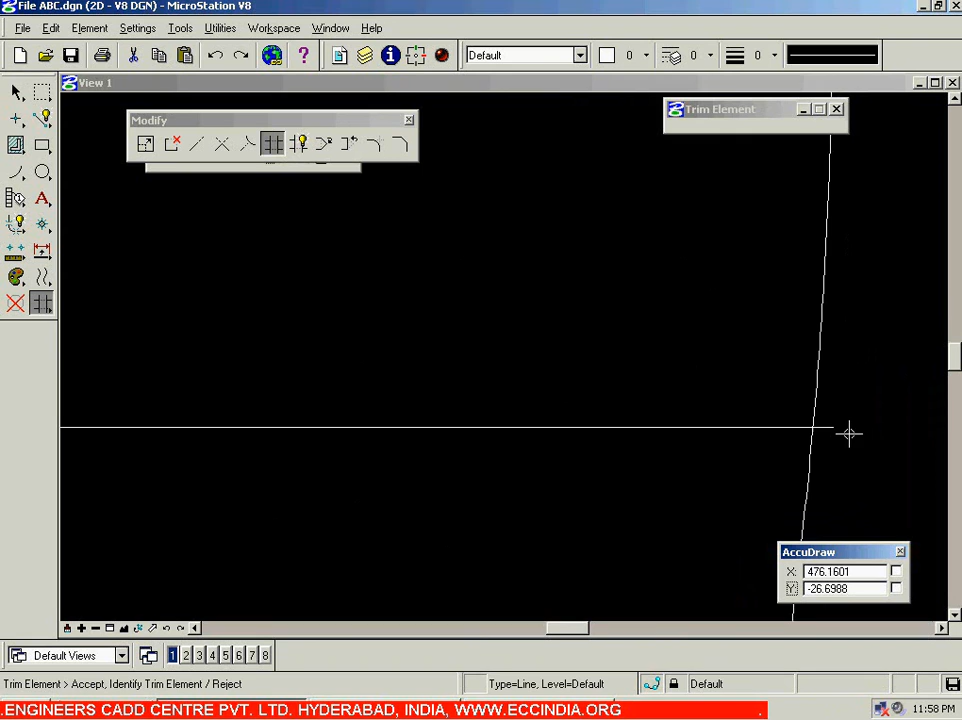 File ABC.dgn (2D - V8 DGN) - MicroStation V8
File Edit Element Settings Tools Utilities Workspace Window Help
Default 0 0 0
View 1
Modify
Trim Element
AccuDraw
X: 476.1601
Y: -26.6988
Default Views 1 2 3 4 5 6 7 8
Trim Element > Accept, Identify Trim Element / Reject Type=Line, Level=Default Default
.ENGINEERS CADD CENTRE PVT. LTD. HYDERABAD, INDIA, WWW.ECCINDIA.ORG .
11:58 PM